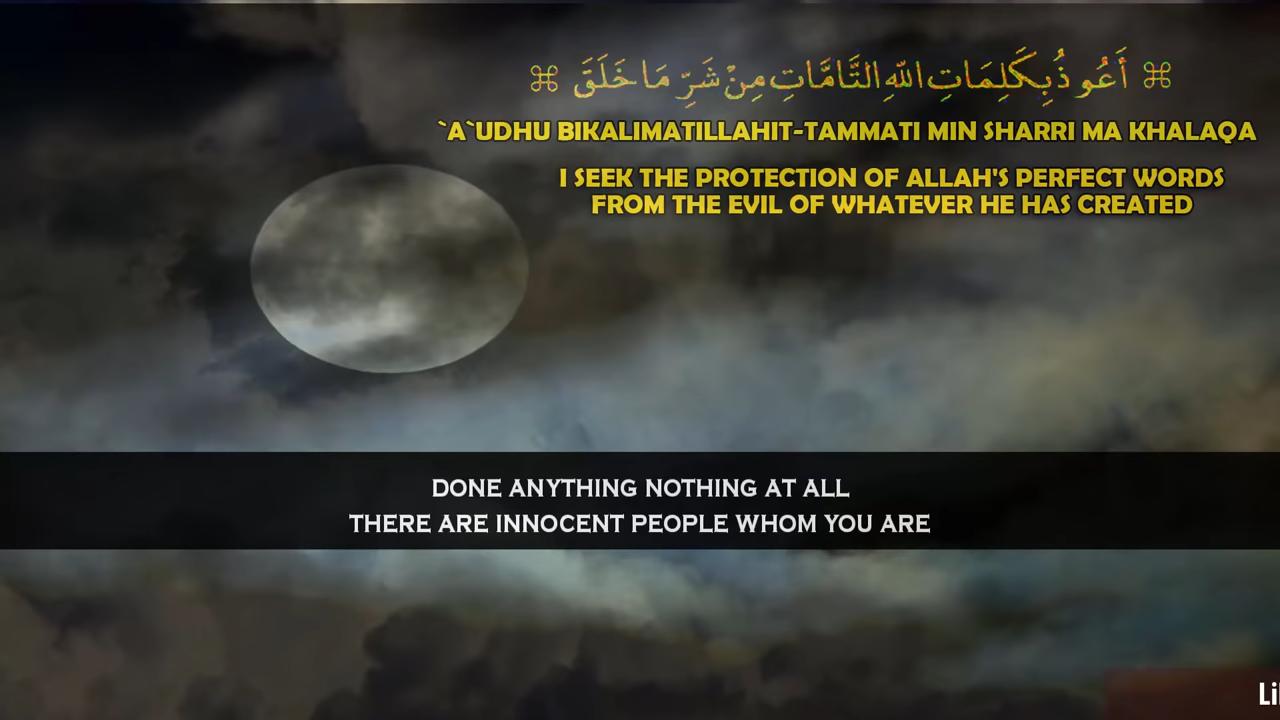 ⌘ أَعُوذُ بِكَلِمَاتِ اللّٰهِ التَّامَّاتِ مِنْ شَرِّ مَا خَلَقَ ⌘
`A`UDHU BIKALIMATILLAHIT-TAMMATI MIN SHARRI MA KHALAQA
I SEEK THE PROTECTION OF ALLAH'S PERFECT WORDS
FROM THE EVIL OF WHATEVER HE HAS CREATED
DONE ANYTHING NOTHING AT ALL
THERE ARE INNOCENT PEOPLE WHOM YOU ARE